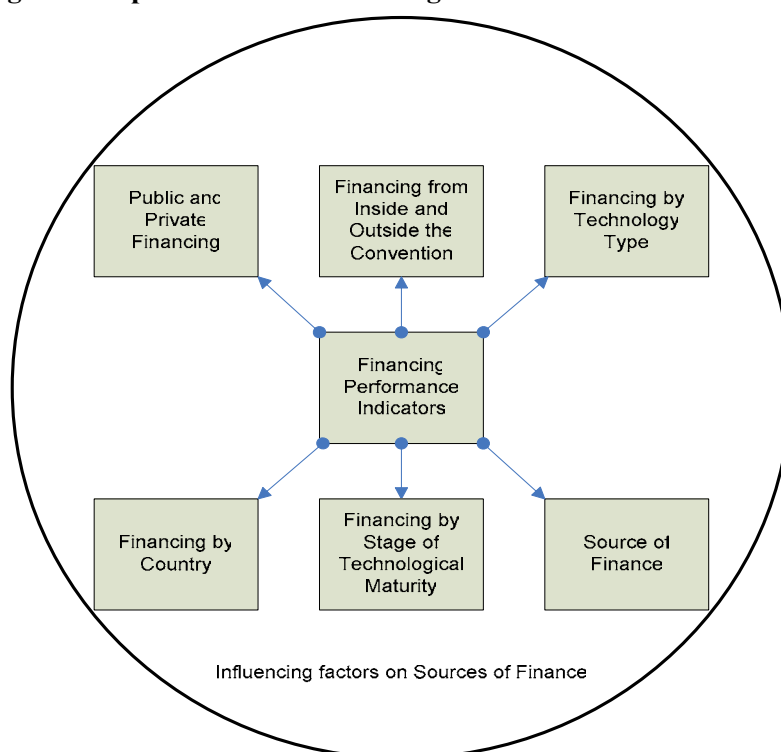 Public and
Private
Financing
Financing from
Inside and
Outside the
Convention
Financing by
Technology
Type
Financing
Performance
Indicators
Financing by
Country
Financing by
Stage of
Technological
Maturity
Source of
Finance
Influencing factors on Sources of Finance